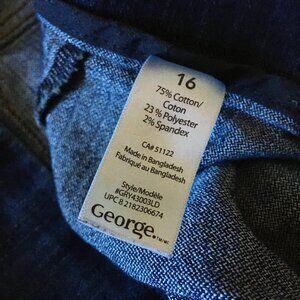 16
75% Cotton/
Coton
23% Polyester
2% Spandex
CA# 51122
Made in Bangladesh
Fabriqué au Bangladesh
Style/Modèle
#GRY43003LD
UPC 8 2182306674
George.